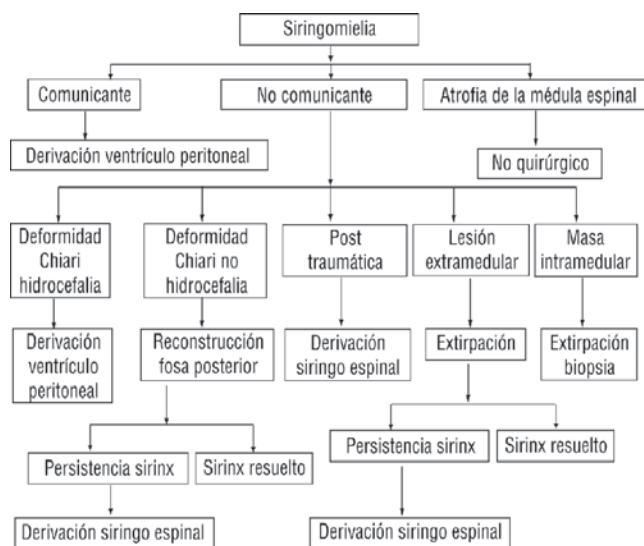 Siringomielia
Comunicante
No comunicante
Atrofia de la médula espinal
Derivación ventrículo peritoneal
No quirúrgico
Deformidad
Chiari
hidrocefalia
Deformidad
Chiari no
hidrocefalia
Post
traumática
Lesión
extramedular
Masa
intramedular
Derivación
ventrículo
peritoneal
Reconstrucción
fosa posterior
Derivación
siringo espinal
Extirpación
Extirpación
biopsia
Persistencia sirinx
Sirinx resuelto
Persistencia sirinx
Sirinx resuelto
Derivación siringo espinal
Derivación siringo espinal